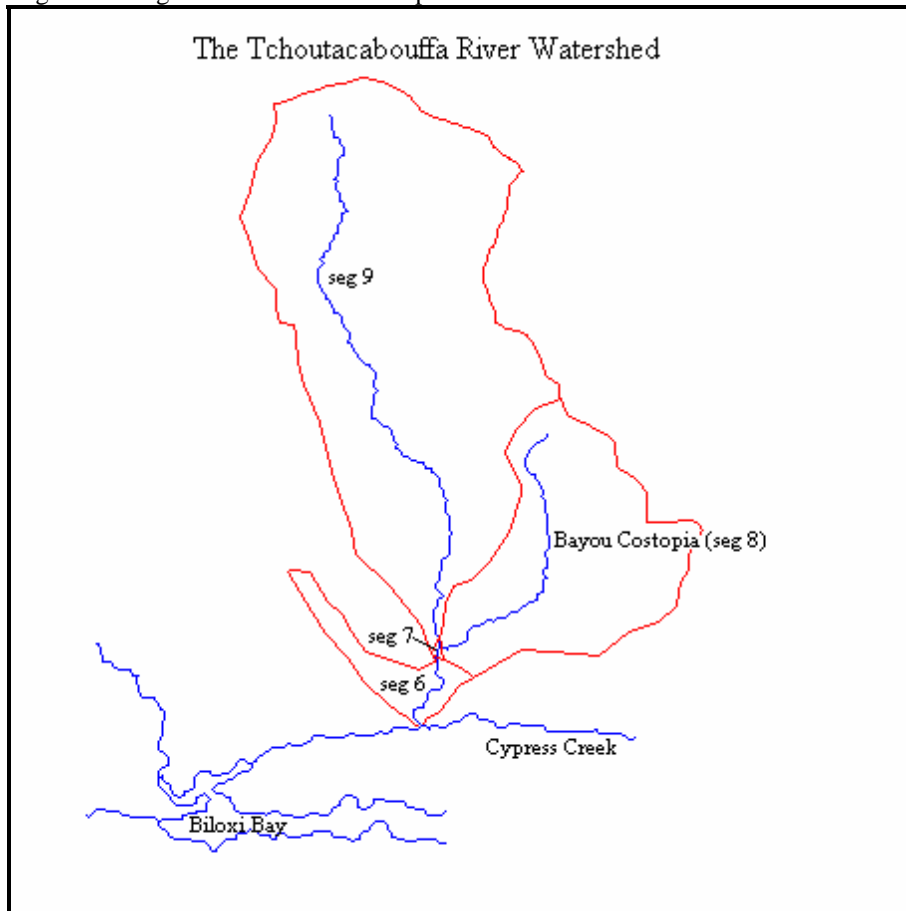 The Tchoutacabouffa River Watershed
seg 9
Bayou Costopia (seg 8)
seg 7
seg 6
Cypress Creek
Biloxi Bay